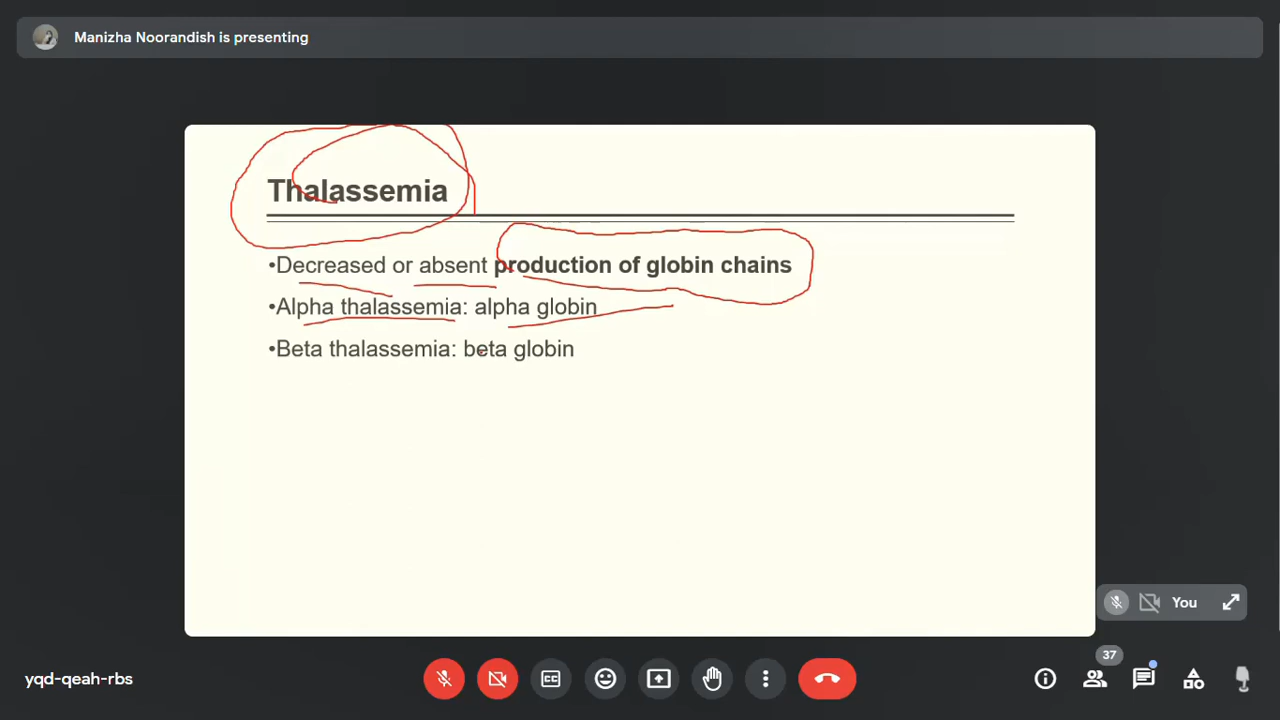 Manizha Noorandish is presenting
Thalassemia
•Decreased or absent production of globin chains
•Alpha thalassemia: alpha globin
•Beta thalassemia: beta globin
You
37
yqd-qeah-rbs
CC